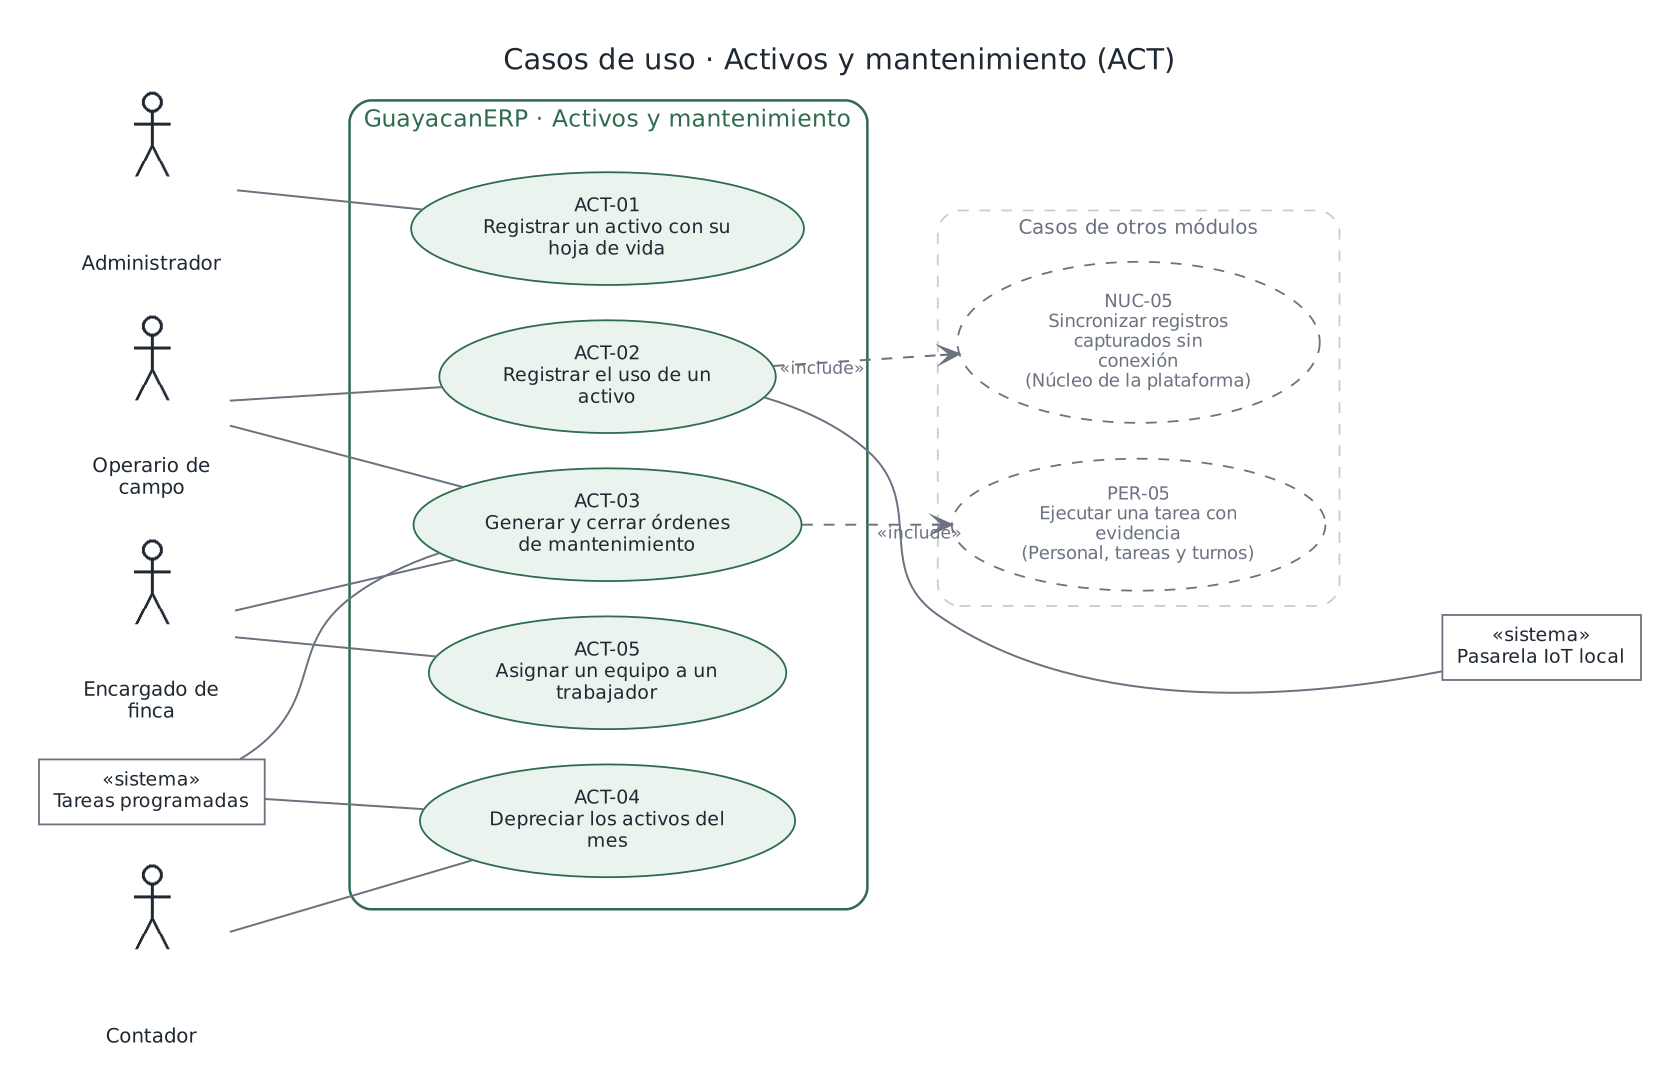 Casos de uso · Activos y mantenimiento (ACT)
GuayacanERP · Activos y mantenimiento
Administrador
Operario de
campo
Encargado de
finca
«sistema»
Tareas programadas
Contador
ACT-01
Registrar un activo con su
hoja de vida
ACT-02
Registrar el uso de un
activo
ACT-03
Generar y cerrar órdenes
de mantenimiento
ACT-05
Asignar un equipo a un
trabajador
ACT-04
Depreciar los activos del
mes
«include»
«include»
Casos de otros módulos
NUC-05
Sincronizar registros
capturados sin
conexión
(Núcleo de la plataforma)
PER-05
Ejecutar una tarea con
evidencia
(Personal, tareas y turnos)
«sistema»
Pasarela IoT local